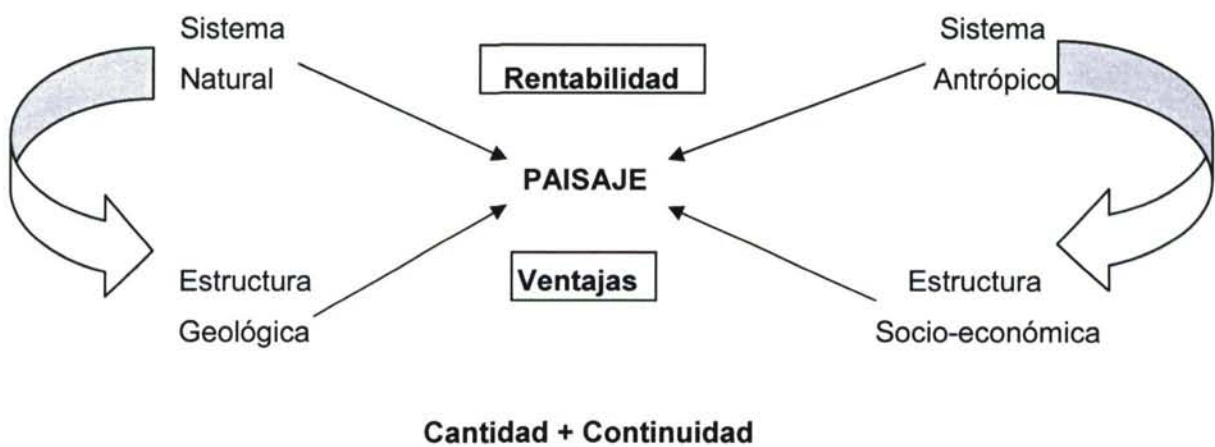 Sistema
Natural
Rentabilidad
Sistema
Antrópico
PAISAJE
Estructura
Geológica
Ventajas
Estructura
Socio-económica
Cantidad + Continuidad